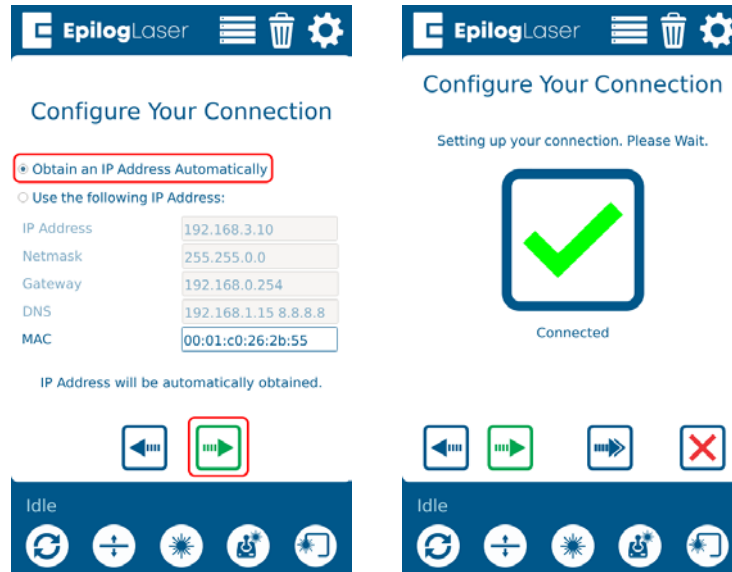 EpilogLaser
Configure Your Connection
Obtain an IP Address Automatically
Use the following IP Address:
IP Address 192.168.3.10
Netmask 255.255.0.0
Gateway 192.168.0.254
DNS 192.168.1.15 8.8.8.8
MAC 00:01:c0:26:2b:55
IP Address will be automatically obtained.
Idle
EpilogLaser
Configure Your Connection
Setting up your connection. Please Wait.
Connected
Idle